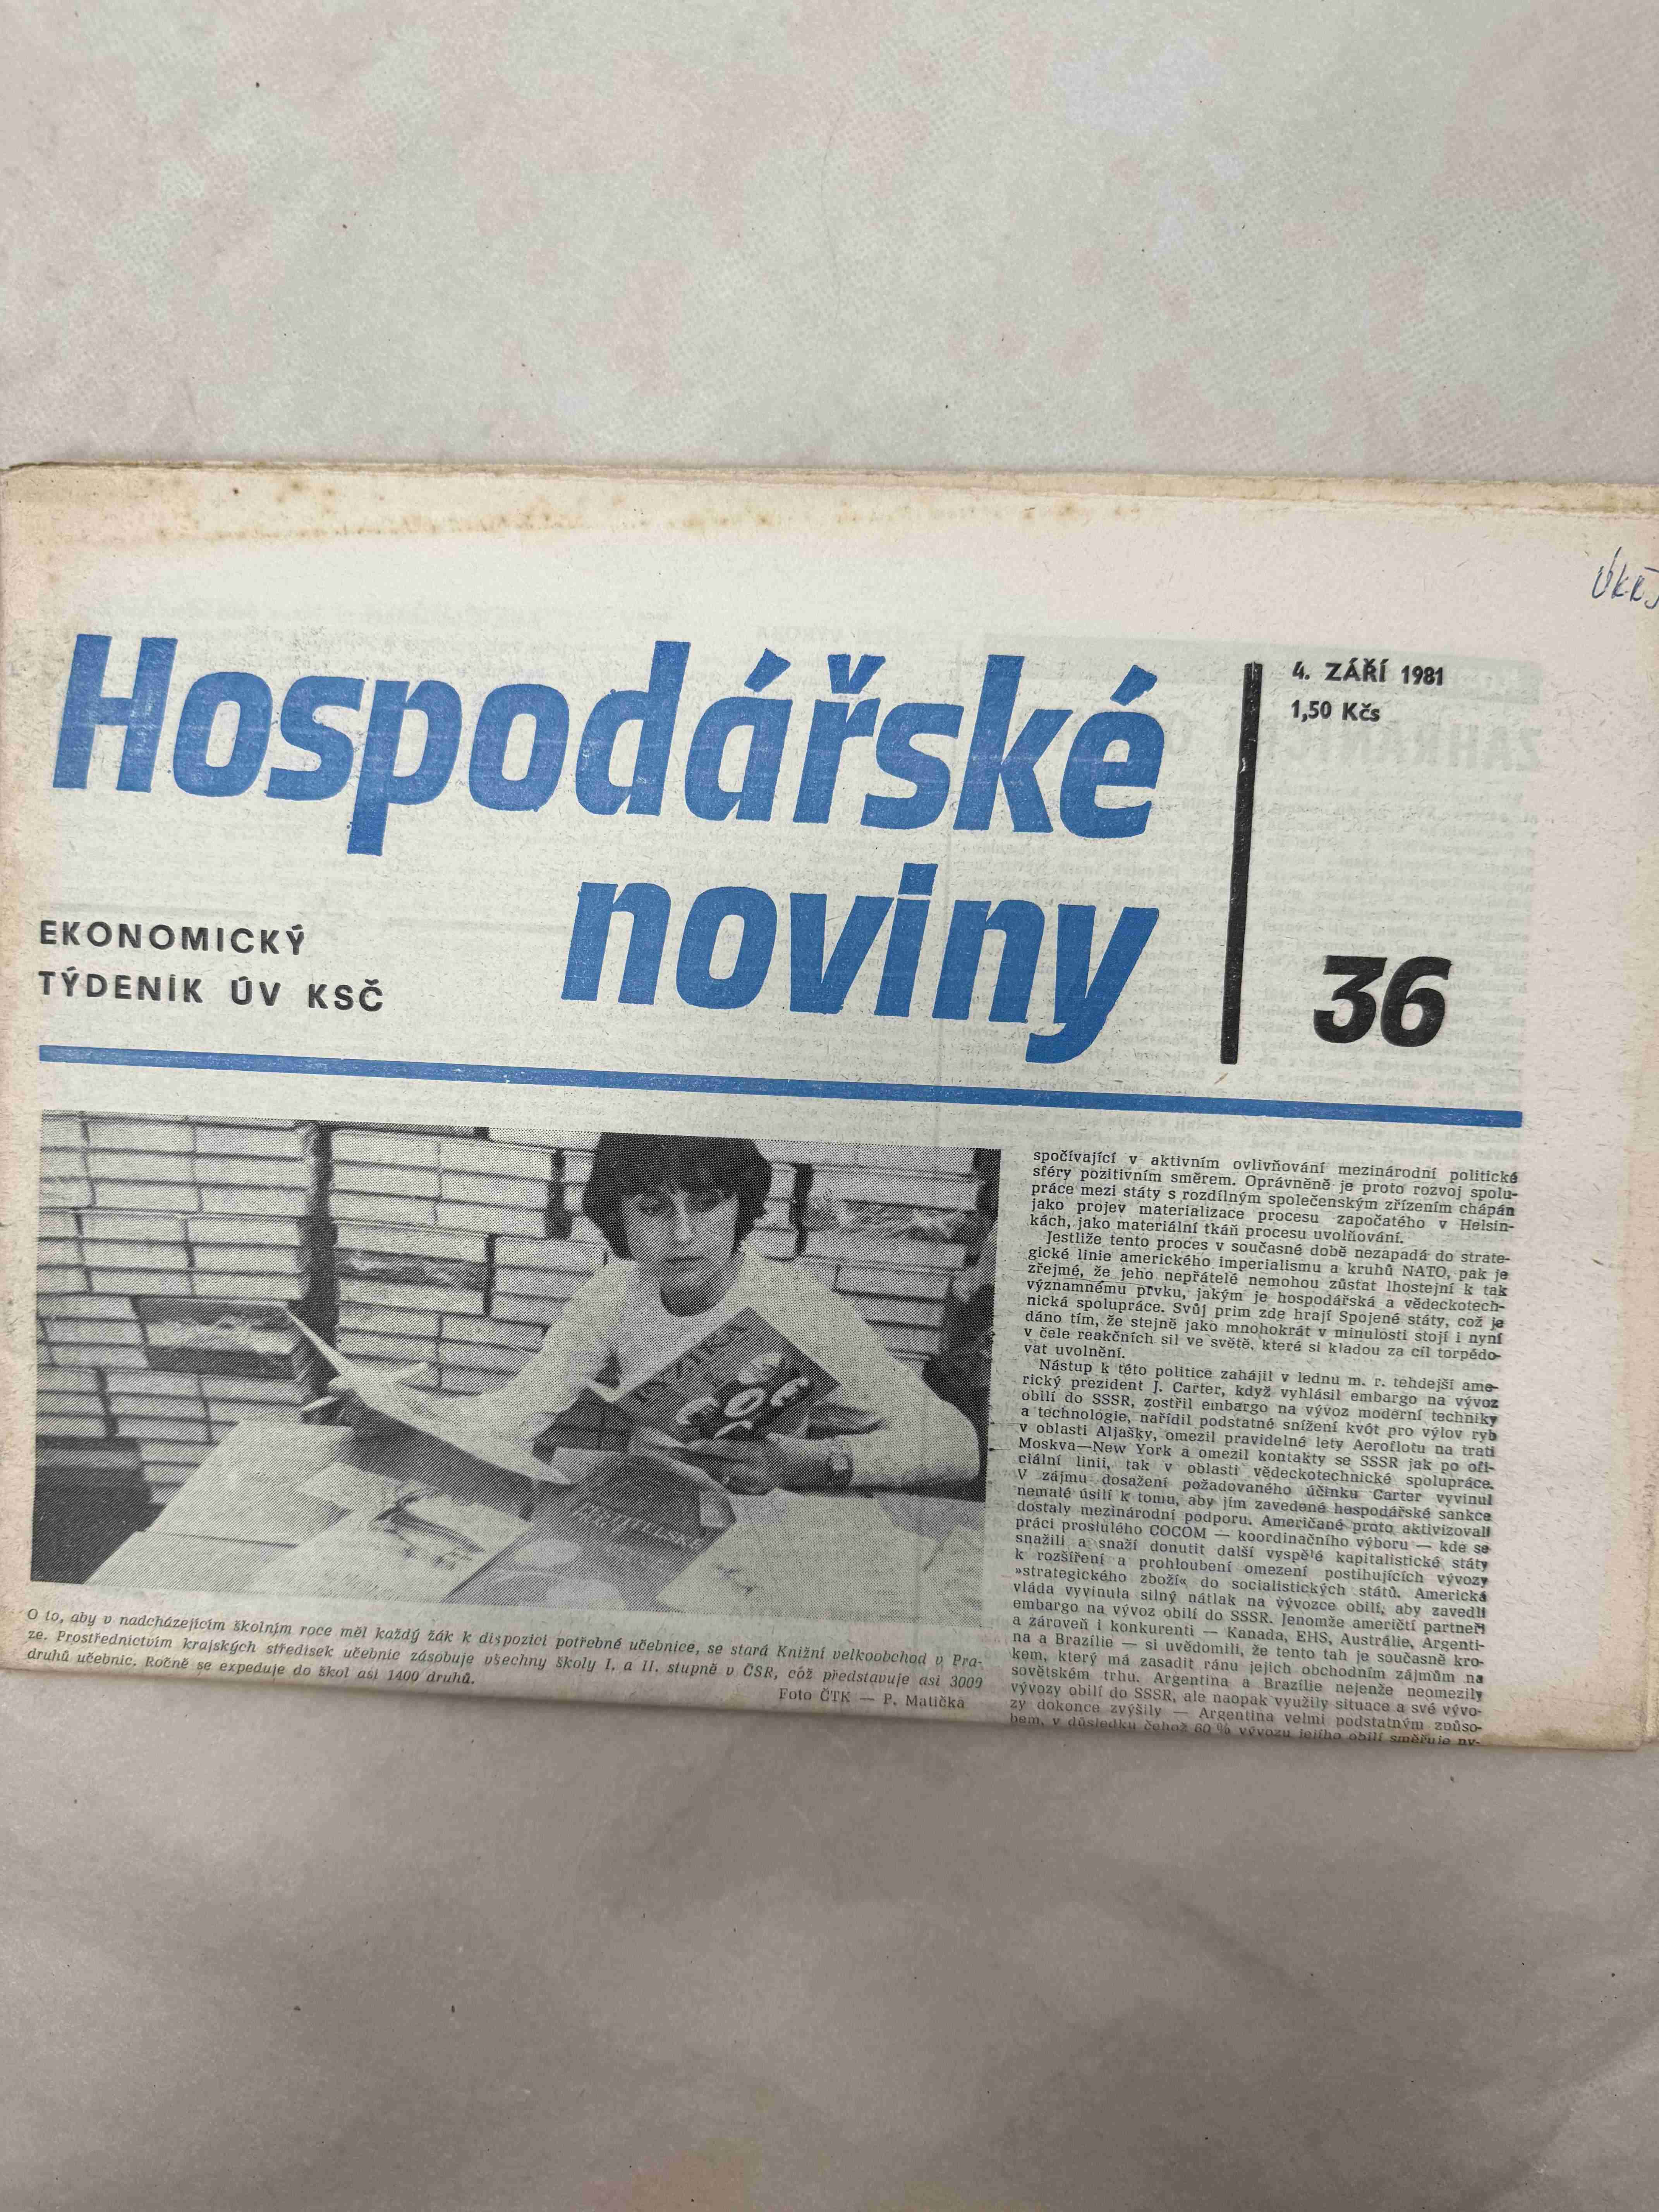 Hospodářské
noviny
EKONOMICKÝ
TÝDENÍK ÚV KSČ
4. ZÁŘÍ 1981
1,50 Kčs
36
FYZIKA
O to, aby v nadcházejícím školním roce měl každý žák k dispozici potřebné učebnice, se stará Knižní velkoobchod v Pra-
ze. Prostřednictvím krajských středisek učebnic zásobuje všechny školy I. a II. stupně v ČSR, což představuje asi 3000
druhů učebnic. Ročně se expeduje do škol asi 1400 druhů.
Foto ČTK — P. Matička
spočívající v aktivním ovlivňování mezinárodní politické
sféry pozitivním směrem. Oprávněně je proto rozvoj spolu-
práce mezi státy s rozdílným společenským zřízením chápán
jako projev materializace procesu započatého v Helsin-
kách, jako materiální tkáň procesu uvolňování.
Jestliže tento proces v současné době nezapadá do strate-
gické linie amerického imperialismu a kruhů NATO, pak je
zřejmé, že jeho nepřátelé nemohou zůstat lhostejní k tak
významnému prvku, jakým je hospodářská a vědeckotech-
nická spolupráce. Svůj prim zde hrají Spojené státy, což je
dáno tím, že stejně jako mnohokrát v minulosti stojí i nyní
v čele reakčních sil ve světě, které si kladou za cíl torpédo-
vat uvolnění.
Nástup k této politice zahájil v lednu m. r. tehdejší ame-
rický prezident J. Carter, když vyhlásil embargo na vývoz
obilí do SSSR, zostřil embargo na vývoz moderní techniky
a technologie, nařídil podstatné snížení kvót pro výlov ryb
v oblasti Aljašky, omezil pravidelné lety Aeroflotu na trati
Moskva—New York a omezil kontakty se SSSR jak po ofi-
ciální linii, tak v oblasti vědeckotechnické spolupráce.
V zájmu dosažení požadovaného účinku Carter vyvinul
nemalé úsilí k tomu, aby jím zavedené hospodářské sankce
dostaly mezinárodní podporu. Američané proto aktivizovali
práci proslulého COCOM — koordinačního výboru — kde se
snažili a snaží donutit další vyspělé kapitalistické státy
k rozšíření a prohloubení omezení postihujících vývozy
»strategického zboží« do socialistických států. Americká
vláda vyvinula silný nátlak na vývozce obilí, aby zavedli
embargo na vývoz obilí do SSSR. Jenomže američtí partneři
a zároveň i konkurenti — Kanada, EHS, Austrálie, Argenti-
na a Brazílie — si uvědomili, že tento tah je současně kro-
kem, který má zasadit ránu jejich obchodním zájmům na
sovětském trhu. Argentina a Brazílie nejenže neomezily
vývozy obilí do SSSR, ale naopak využily situace a své vývo-
zy dokonce zvýšily — Argentina velmi podstatným způso-
bem, v důsledku čehož 60 % vývozu jejího obilí směřuje ny-